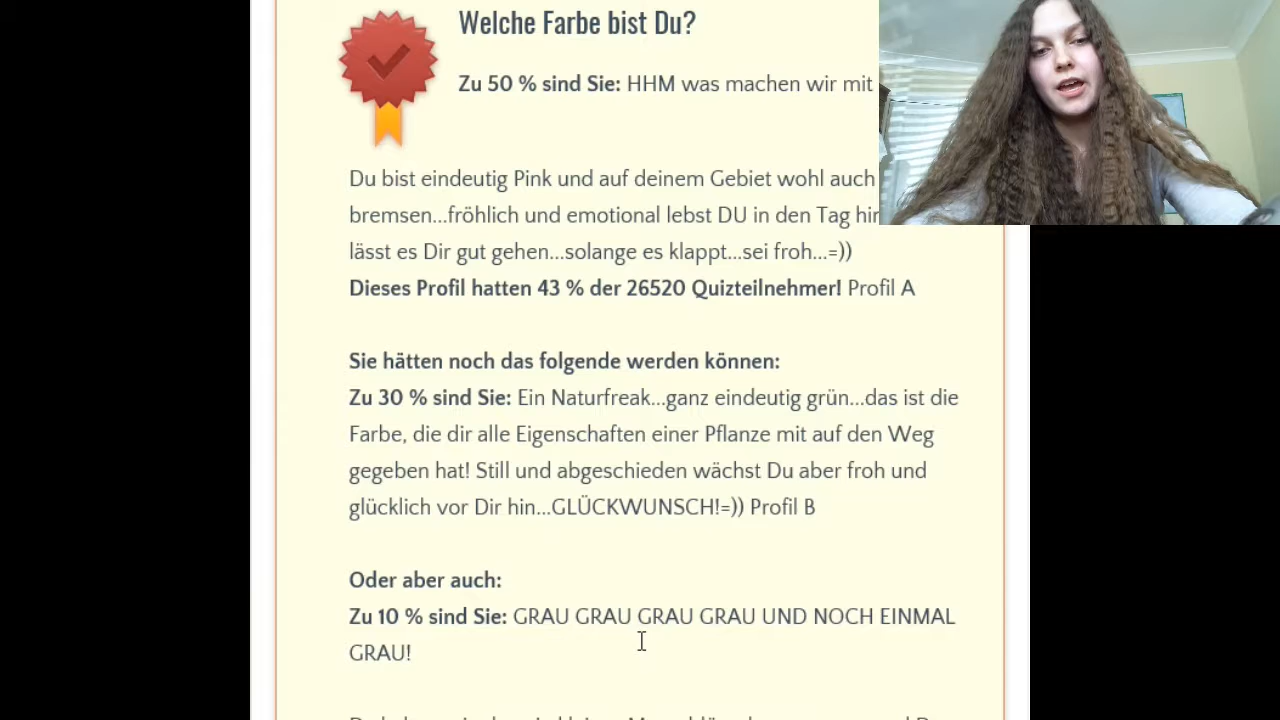 Welche Farbe bist Du?
Zu 50 % sind Sie: HHM was machen wir mit
Du bist eindeutig Pink und auf deinem Gebiet wohl auch
bremsen...fröhlich und emotional lebst DU in den Tag
lässt es Dir gut gehen...solange es klappt...sei froh...=))
Dieses Profil hatten 43 % der 26520 Quizteilnehmer! Profil A
Sie hätten noch das folgende werden können:
Zu 30 % sind Sie: Ein Naturfreak...ganz eindeutig grün...das ist die
Farbe, die dir alle Eigenschaften einer Pflanze mit auf den Weg
gegeben hat! Still und abgeschieden wächst Du aber froh und
glücklich vor Dir hin...GLÜCKWUNSCH!=)) Profil B
Oder aber auch:
Zu 10 % sind Sie: GRAU GRAU GRAU GRAU UND NOCH EINMAL
GRAU!